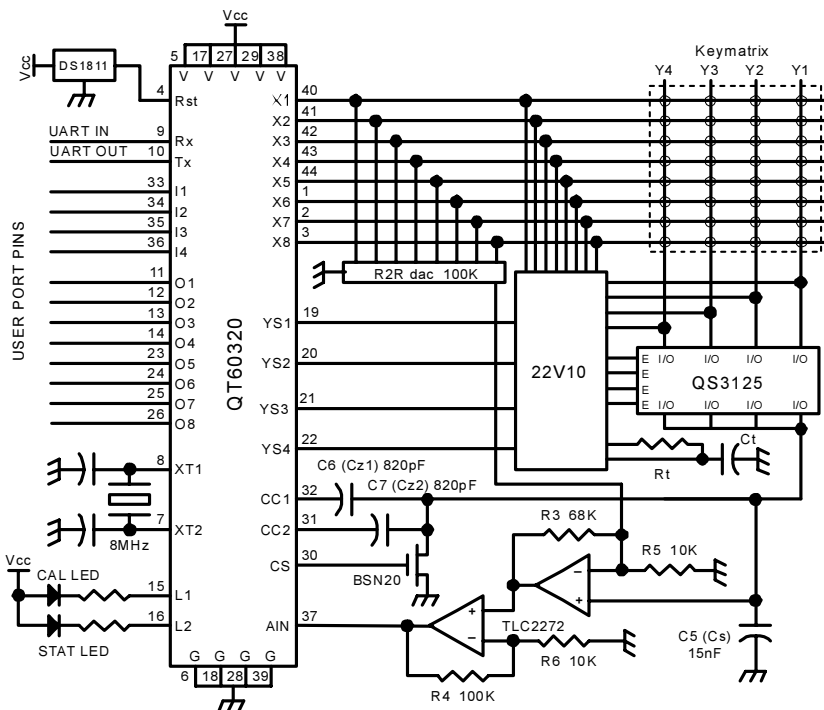 Vcc
Keymatrix
Y4 Y3 Y2 Y1
5 17 27 29 38
V V V V V
Vcc
DS1811
4 Rst
X1 40
X2 41
UART IN 9 Rx
X3 42
UART OUT 10 Tx
X4 43
X5 44
33 I1
X6 1
34 I2
X7 2
35 I3
X8 3
36 I4
USER PORT PINS
11 O1
12 O2
13 O3
14 O4
23 O5
24 O6
25 O7
26 O8
R2R dac 100K
QT60320
YS1 19
YS2 20
YS3 21
YS4 22
22V10
I/O I/O I/O I/O
E
E
E
E
QS3125
I/O I/O I/O I/O
Rt
Ct
8 XT1
7 XT2
8MHz
C6 (Cz1) 820pF
C7 (Cz2) 820pF
CC1 32
CC2 31
CS 30
BSN20
R3 68K
R5 10K
–
+
Vcc
CAL LED
15 L1
16 L2
STAT LED
AIN 37
+
–
TLC2272
R6 10K
R4 100K
C5 (Cs)
15nF
G G G G
6 18 28 39